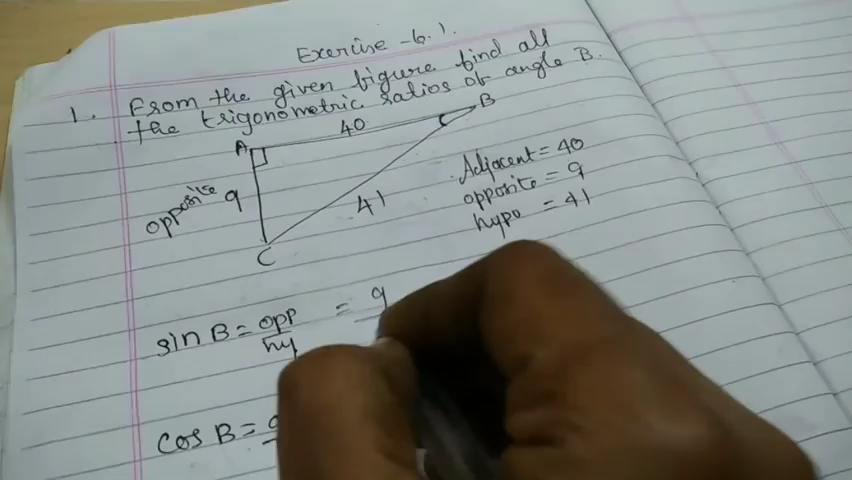 Exercise - 6.1.
1. From the given figure find all
the trigonometric ratios of angle B.
A 40 B
opposite 9
41
C
Adjacent = 40
opposite = 9
hypo = 41
sin B = opp/hy = 9
cos B =